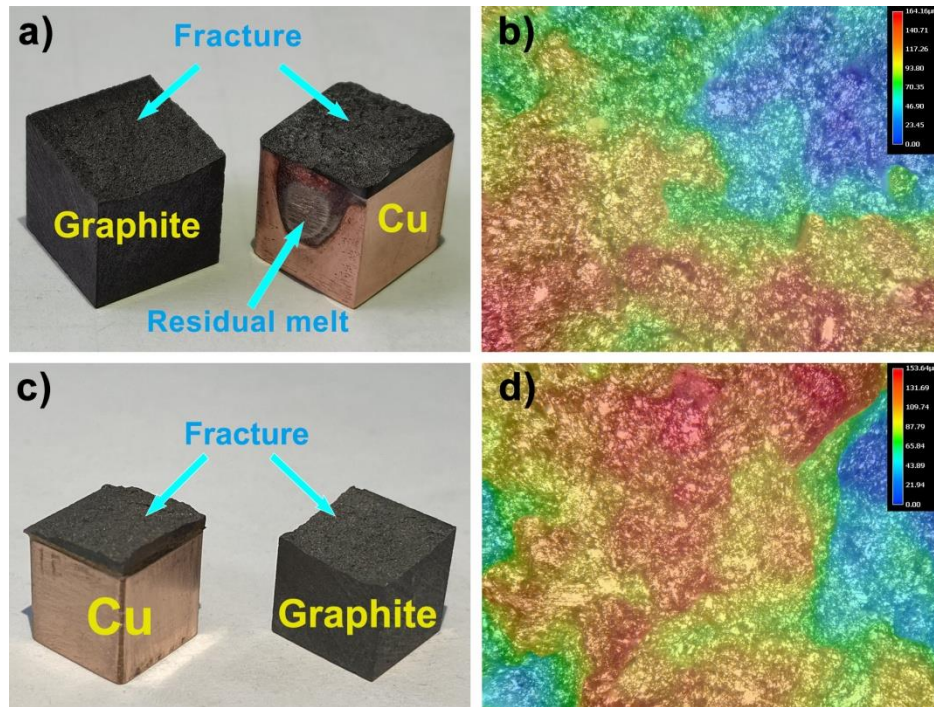 a)
Fracture
Graphite
Cu
Residual melt
b)
164.16μm
140.71
117.26
93.80
70.35
46.90
23.45
0.00
c)
Fracture
Cu
Graphite
d)
153.64μ
131.69
109.74
87.79
65.84
43.89
21.94
0.00